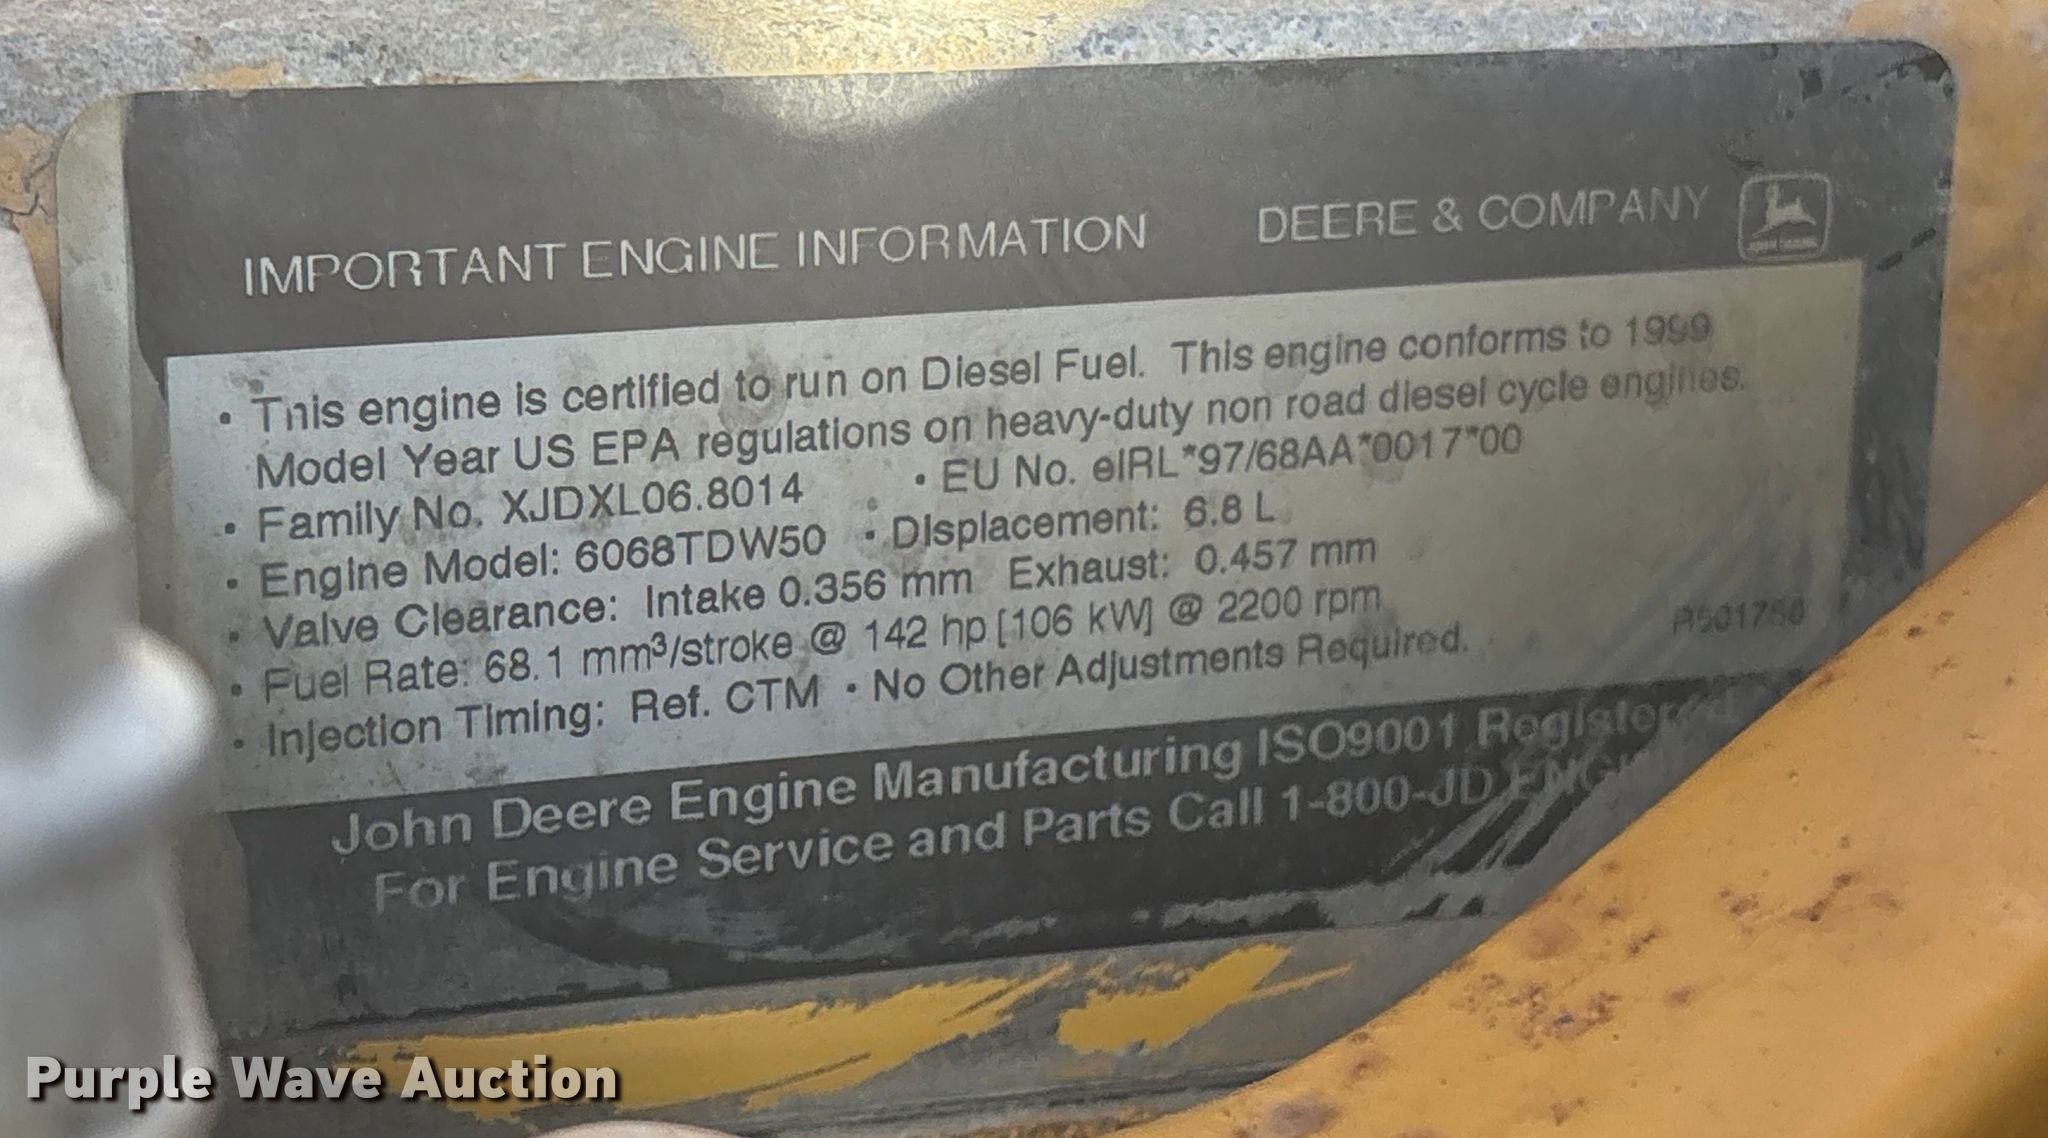 IMPORTANT ENGINE INFORMATION DEERE & COMPANY
• This engine is certified to run on Diesel Fuel. This engine conforms to 1999
Model Year US EPA regulations on heavy-duty non road diesel cycle engines.
• Family No. XJDXL06.8014 • EU No. eIRL*97/68AA*0017*00
• Engine Model: 6068TDW50 • Displacement: 6.8 L
• Valve Clearance: Intake 0.356 mm Exhaust: 0.457 mm
• Fuel Rate: 68.1 mm³/stroke @ 142 hp [106 kW] @ 2200 rpm
• Injection Timing: Ref. CTM • No Other Adjustments Required.
John Deere Engine Manufacturing ISO9001 Registered
For Engine Service and Parts Call 1-800-JD
Purple Wave Auction